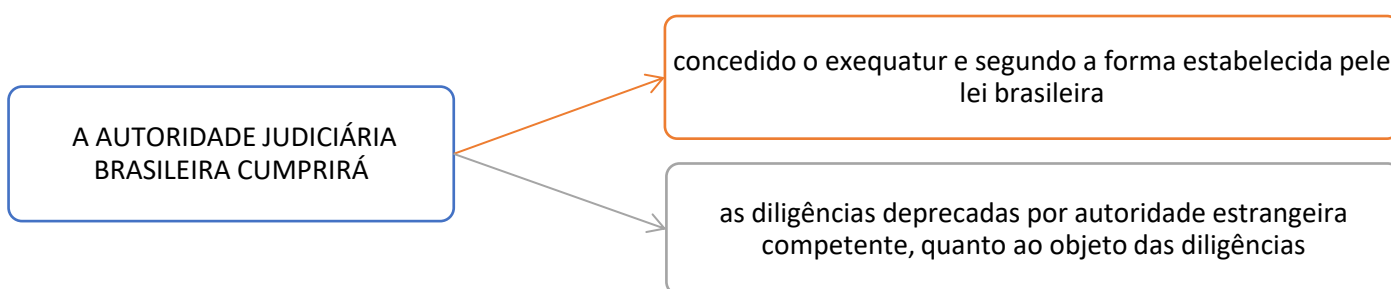 A AUTORIDADE JUDICIÁRIA
BRASILEIRA CUMPRIRÁ
concedido o exequatur e segundo a forma estabelecida pele
lei brasileira
as diligências deprecadas por autoridade estrangeira
competente, quanto ao objeto das diligências